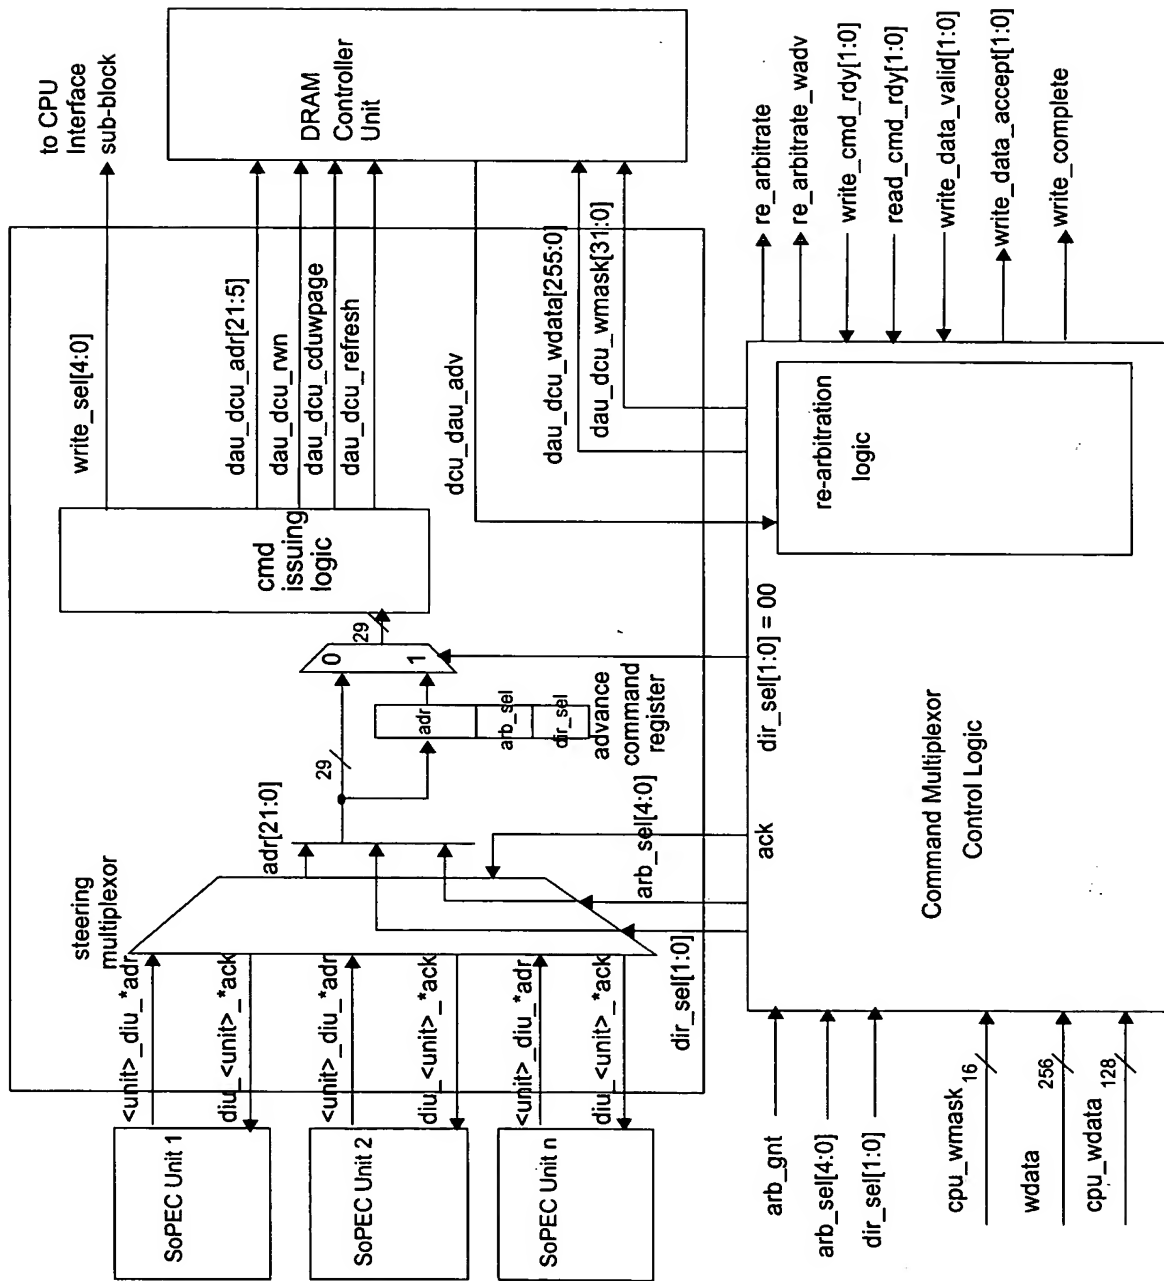 SoPEC Unit 1
SoPEC Unit 2
SoPEC Unit n
<unit>_diu_*adr
diu_<unit>_*ack
<unit>_diu_*adr
diu_<unit>_*ack
<unit>_diu_*adr
diu_<unit>_*ack
dir_sel[1:0]
steering
multiplexor
adr[21:0]
arb_sel[4:0]
29
adr
arb_sel
dir_sel
advance
command
register
0
1
29
cmd
issuing
logic
write_sel[4:0]
to CPU
Interface
sub-block
dau_dcu_adr[21:5]
dau_dcu_rwn
dau_dcu_cduwpage
dau_dcu_refresh
dcu_dau_adv
dau_dcu_wdata[255:0]
dau_dcu_wmask[31:0]
DRAM
Controller
Unit
arb_gnt
arb_sel[4:0]
dir_sel[1:0]
cpu_wmask
16
wdata
256
cpu_wdata
128
ack
dir_sel[1:0] = 00
Command Multiplexor
Control Logic
re-arbitration
logic
re_arbitrate
re_arbitrate_wadv
write_cmd_rdy[1:0]
read_cmd_rdy[1:0]
write_data_valid[1:0]
write_data_accept[1:0]
write_complete